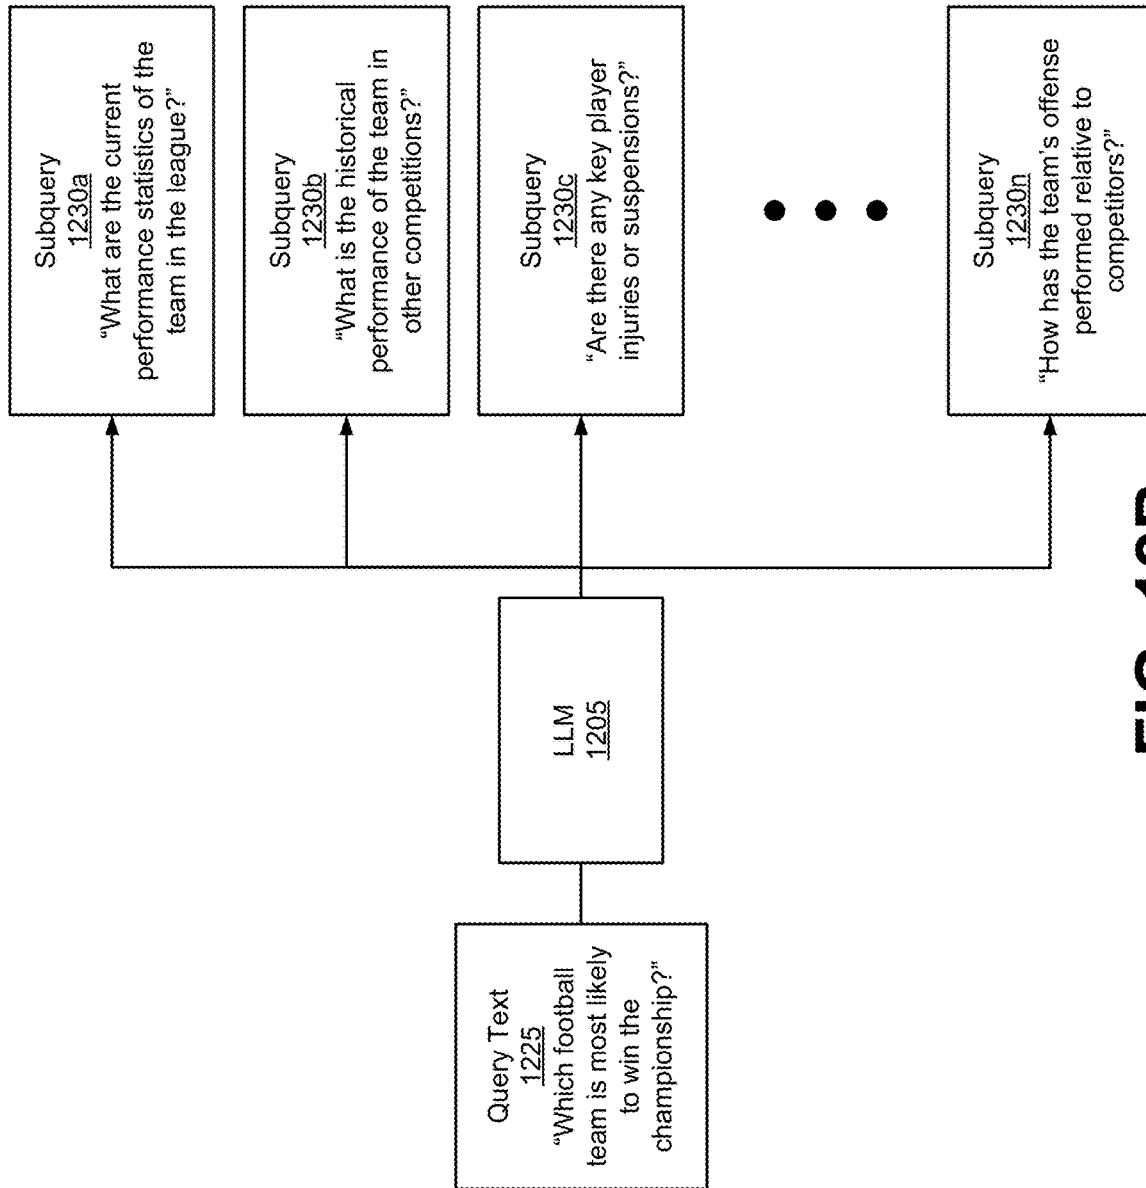 Query Text
1225
“Which football
team is most likely
to win the
championship?”
LLM
1205
Subquery
1230a
“What are the current
performance statistics of the
team in the league?”
Subquery
1230b
“What is the historical
performance of the team in
other competitions?”
Subquery
1230c
“Are there any key player
injuries or suspensions?”
Subquery
1230n
“How has the team’s offense
performed relative to
competitors?”
FIG.